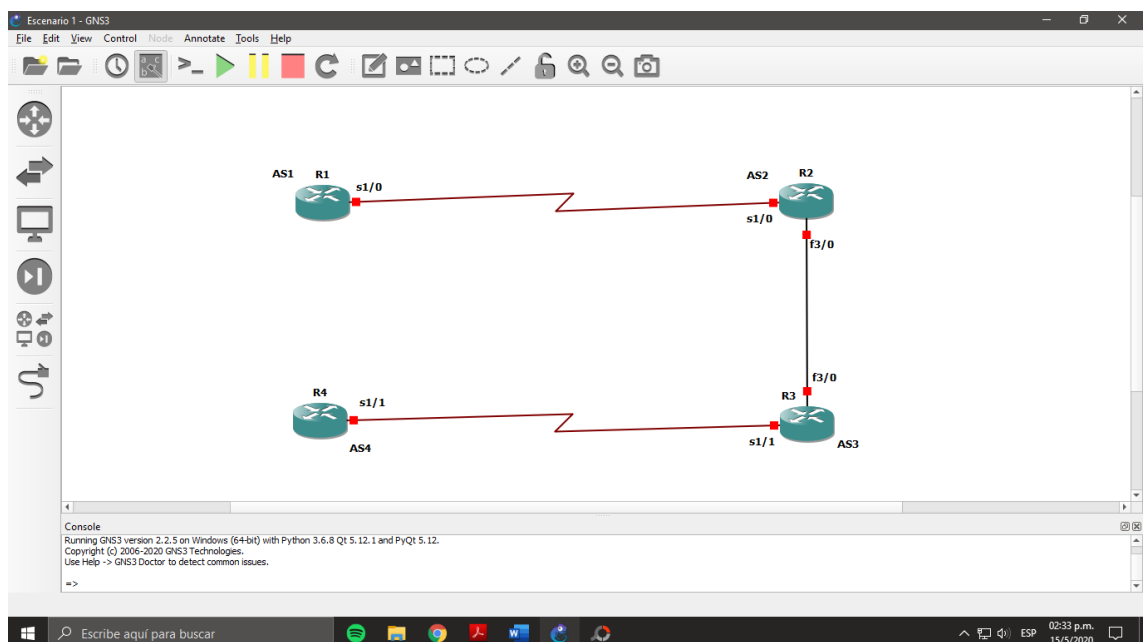 Escenario 1 - GNS3
File Edit View Control Node Annotate Tools Help
AS1 R1
s1/0
AS2 R2
s1/0
f3/0
f3/0
R4
s1/1
R3
s1/1
AS4
AS3
Console
Running GNS3 version 2.2.5 on Windows (64-bit) with Python 3.6.8 Qt 5.12.1 and PyQt 5.12.
Copyright (c) 2006-2020 GNS3 Technologies.
Use Help -> GNS3 Doctor to detect common issues.
=>
Escribe aquí para buscar
ESP
02:33 p.m.
15/5/2020